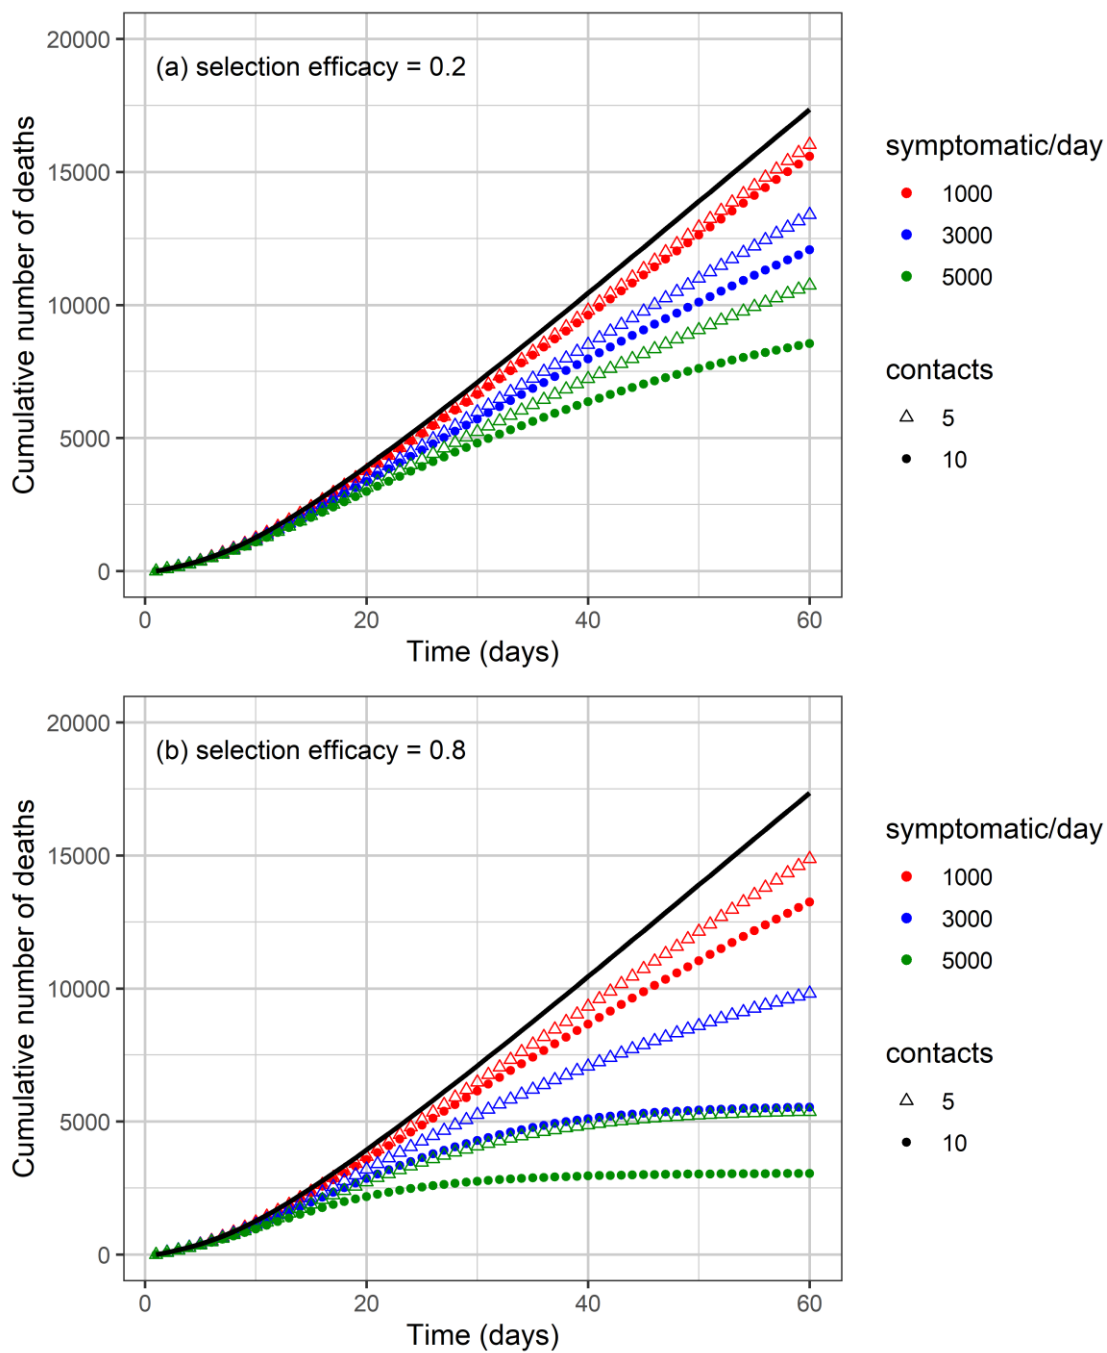 20000
15000
10000
5000
0
Cumulative number of deaths
(a) selection efficacy = 0.2
0 20 40 60
Time (days)
symptomatic/day
1000
3000
5000
contacts
5
10
20000
15000
10000
5000
0
Cumulative number of deaths
(b) selection efficacy = 0.8
0 20 40 60
Time (days)
symptomatic/day
1000
3000
5000
contacts
5
10